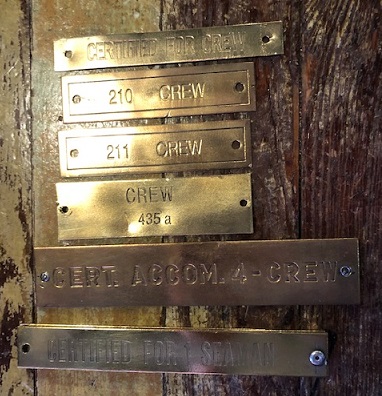 CERTIFIED FOR CREW
210 CREW
211 CREW
CREW
435 a
CERT. ACCOM. 4-CREW
CERTIFIED FOR 1 SEAMAN